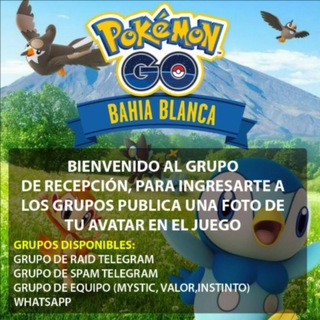 POKÉMON
GO
BAHIA BLANCA
BIENVENIDO AL GRUPO
DE RECEPCIÓN, PARA INGRESARTE A
LOS GRUPOS PUBLICA UNA FOTO DE
TU AVATAR EN EL JUEGO
GRUPOS DISPONIBLES:
GRUPO DE RAID TELEGRAM
GRUPO DE SPAM TELEGRAM
GRUPO DE EQUIPO (MYSTIC, VALOR,INSTINTO)
WHATSAPP